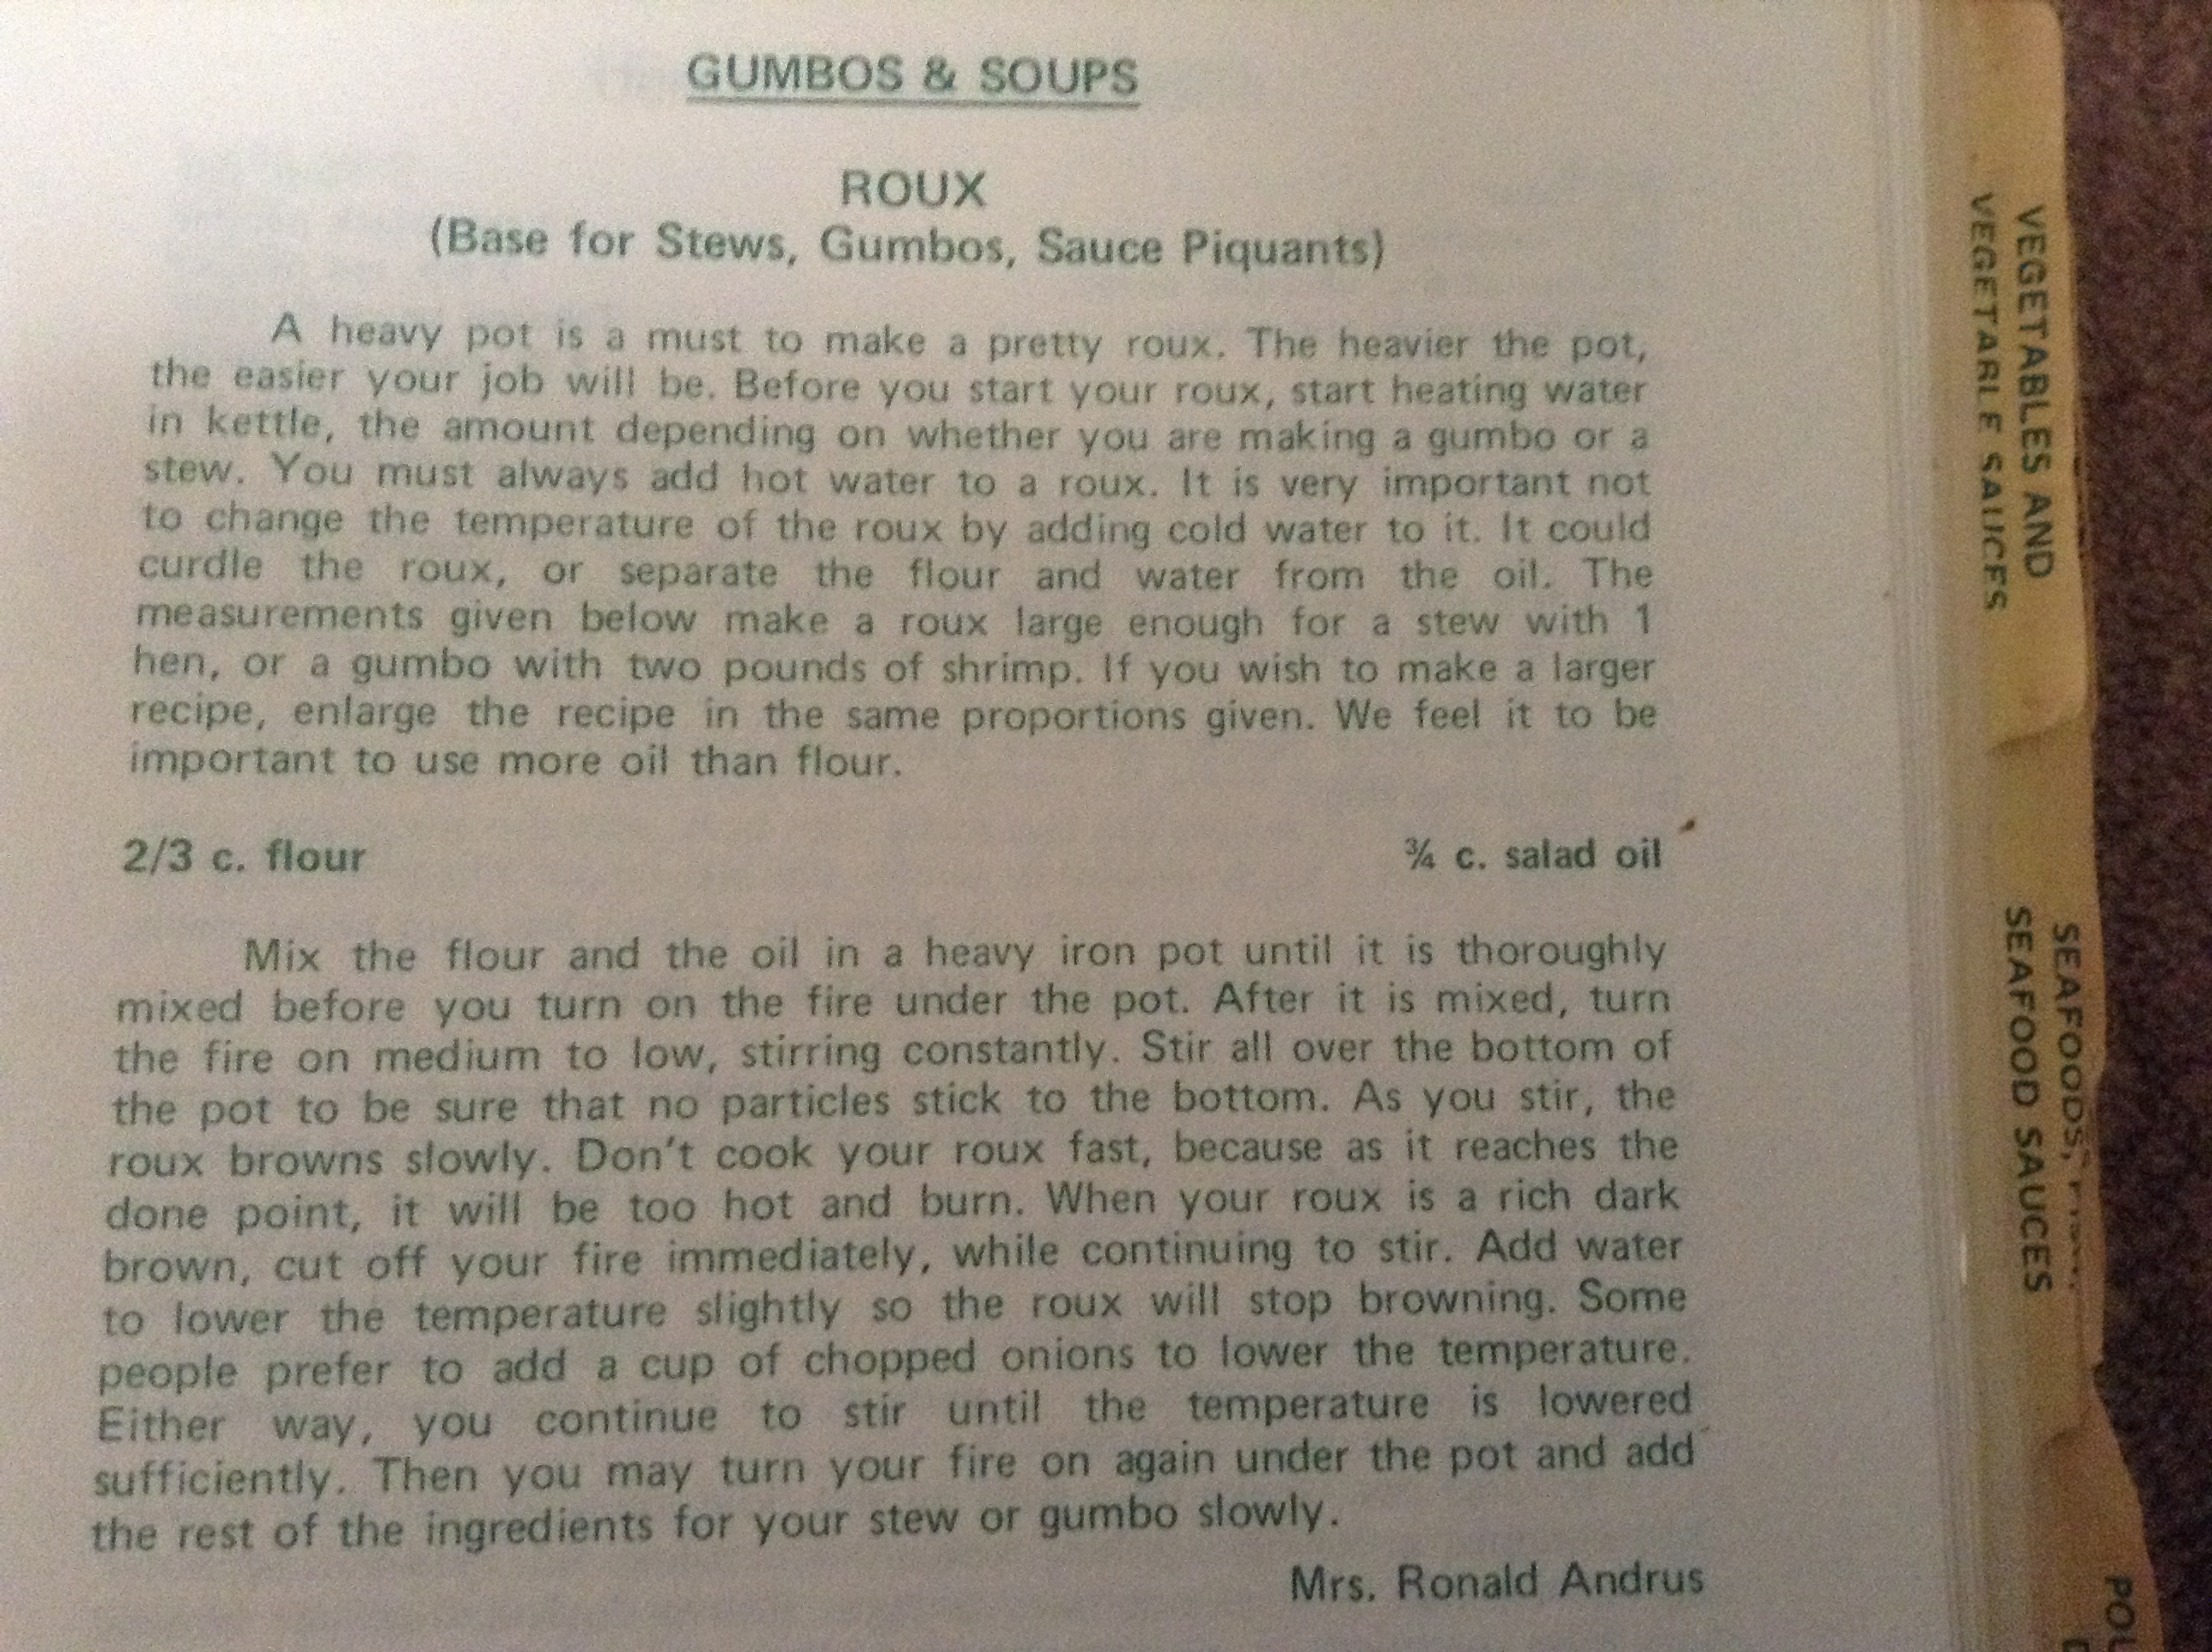 GUMBOS & SOUPS
ROUX
(Base for Stews, Gumbos, Sauce Piquants)
A heavy pot is a must to make a pretty roux. The heavier the pot,
the easier your job will be. Before you start your roux, start heating water
in kettle, the amount depending on whether you are making a gumbo or a
stew. You must always add hot water to a roux. It is very important not
to change the temperature of the roux by adding cold water to it. It could
curdle the roux, or separate the flour and water from the oil. The
measurements given below make a roux large enough for a stew with 1
hen, or a gumbo with two pounds of shrimp. If you wish to make a larger
recipe, enlarge the recipe in the same proportions given. We feel it to be
important to use more oil than flour.
2/3 c. flour
¾ c. salad oil
Mix the flour and the oil in a heavy iron pot until it is thoroughly
mixed before you turn on the fire under the pot. After it is mixed, turn
the fire on medium to low, stirring constantly. Stir all over the bottom of
the pot to be sure that no particles stick to the bottom. As you stir, the
roux browns slowly. Don't cook your roux fast, because as it reaches the
done point, it will be too hot and burn. When your roux is a rich dark
brown, cut off your fire immediately, while continuing to stir. Add water
to lower the temperature slightly so the roux will stop browning. Some
people prefer to add a cup of chopped onions to lower the temperature.
Either way, you continue to stir until the temperature is lowered
sufficiently. Then you may turn your fire on again under the pot and add
the rest of the ingredients for your stew or gumbo slowly.
Mrs. Ronald Andrus
VEGETABLES AND
VEGETABLE SAUCES
SEAFOODS,
SEAFOOD SAUCES